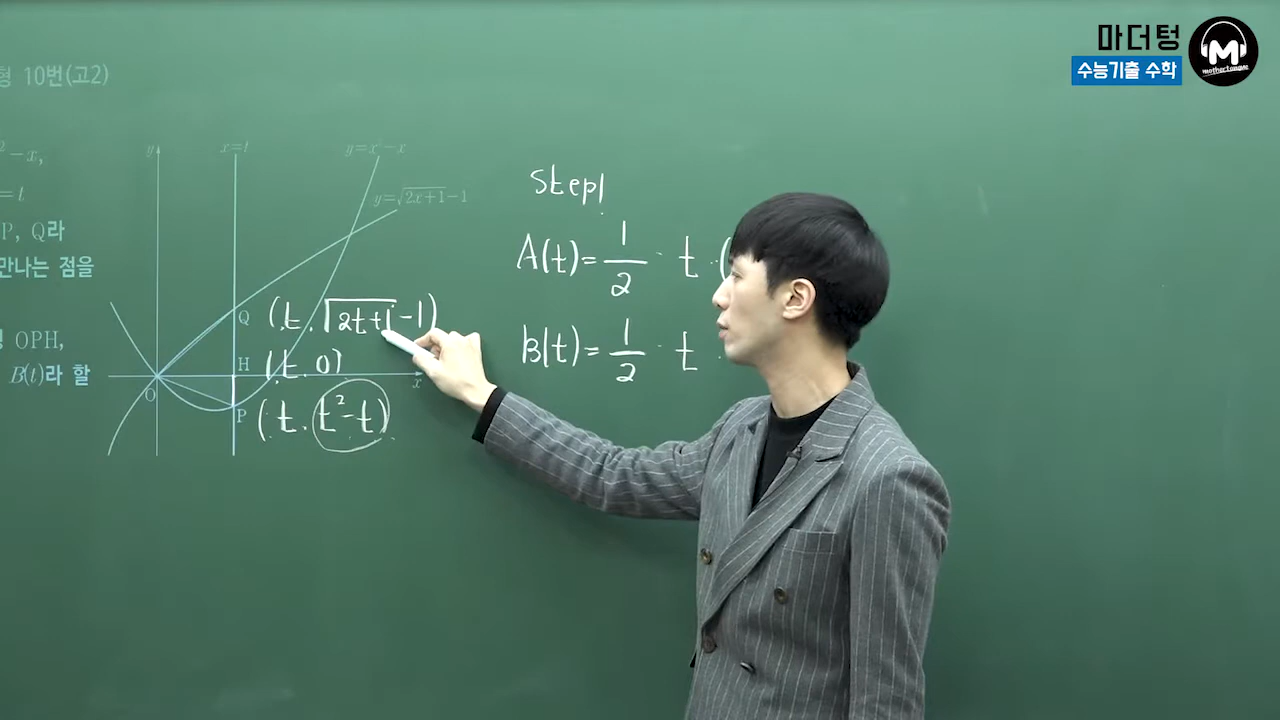 마더텅
수능기출 수학
M
mothertongue
형 10번(고2)
² − x,
= t
P, Q라
만나는 점을
OPH,
B(t)라 할
y
x=t
y=x²−x
y=√(2x+1)−1
Q
H
O
P
x
(t, √(2t+1) −1)
(t, 0)
(t, t²−t)
Step1
A(t)= 1/2 · t · (
B(t)= 1/2 · t ·